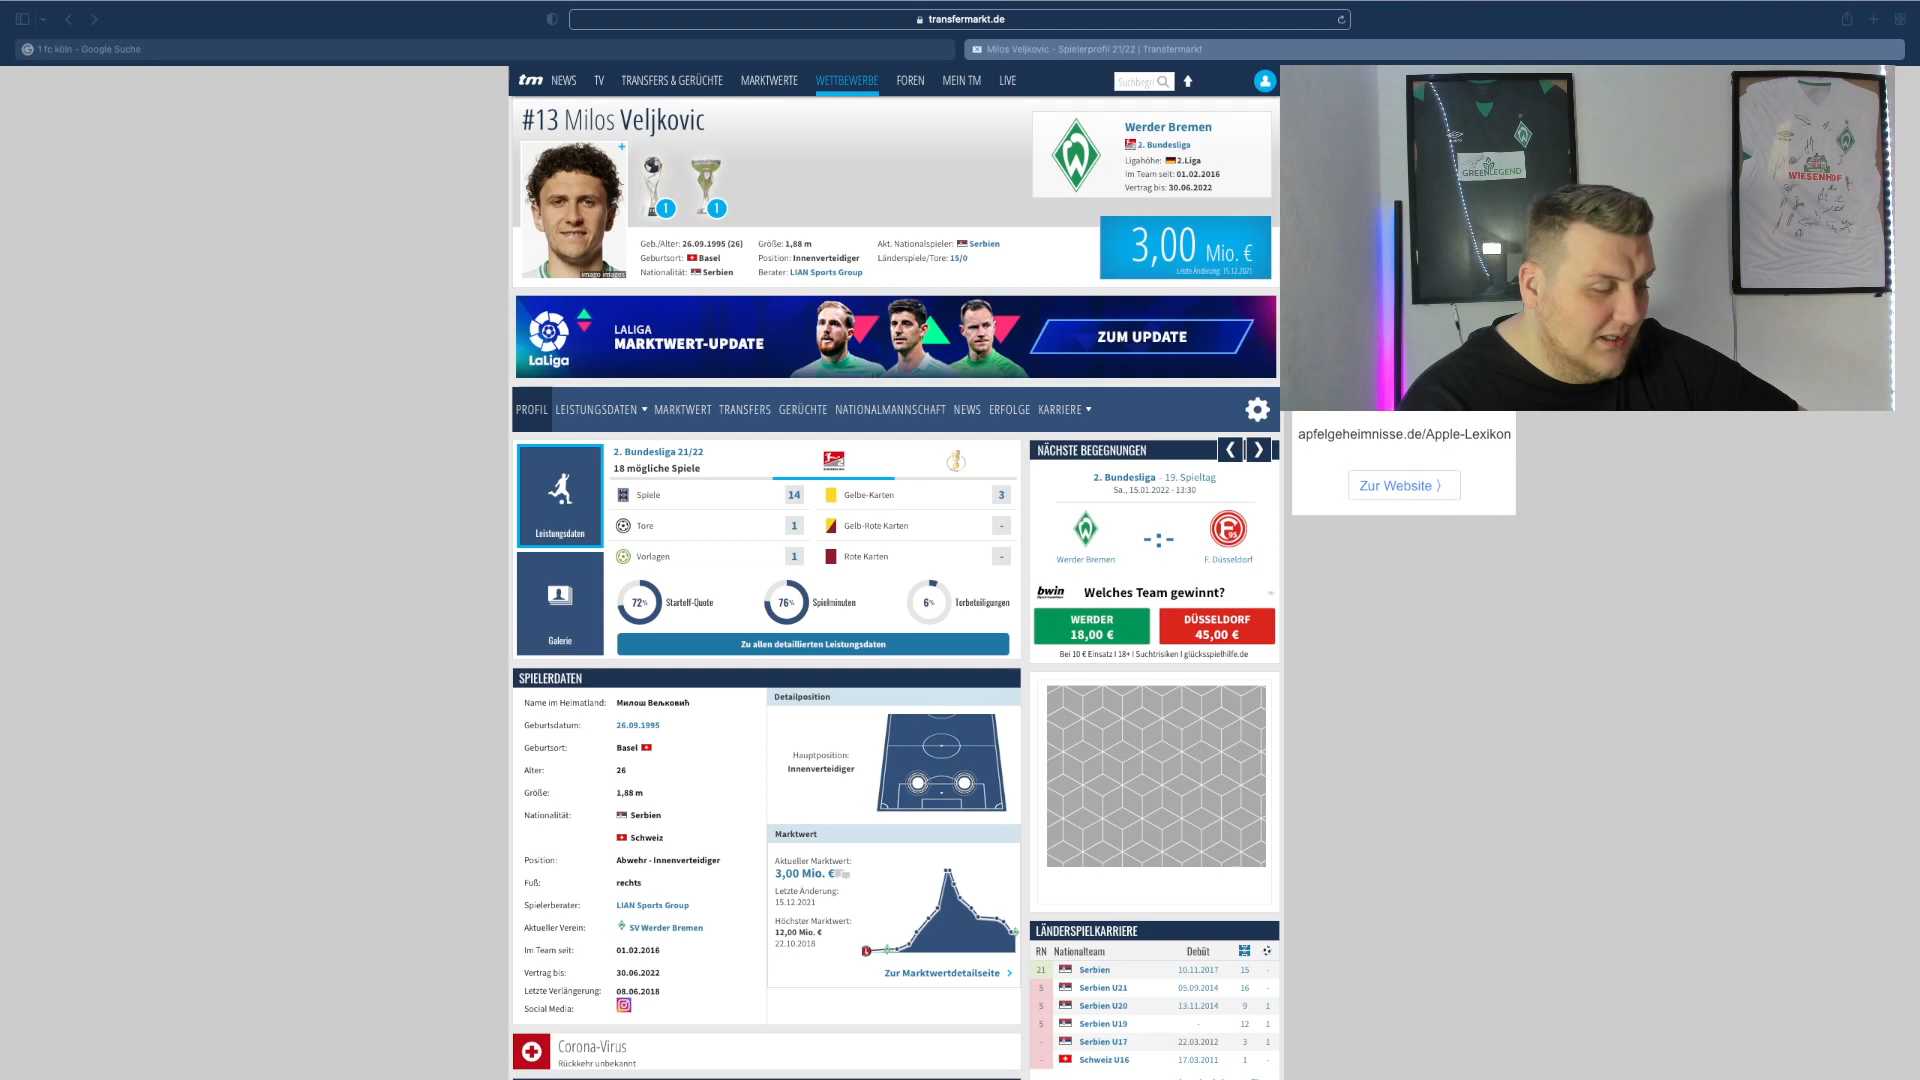 transfermarkt.de
1 fc köln - Google Suche
Milos Veljkovic - Spielerprofil 21/22 | Transfermarkt
tm NEWS TV TRANSFERS & GERÜCHTE MARKTWERTE WETTBEWERBE FOREN MEIN TM LIVE
#13 Milos Veljkovic
imago images
1 1
Geb./Alter: 26.09.1995 (26)
Geburtsort: Basel
Nationalität: Serbien
Größe: 1,88 m
Position: Innenverteidiger
Berater: LIAN Sports Group
Akt. Nationalspieler: Serbien
Länderspiele/Tore: 15/0
Werder Bremen
2. Bundesliga
Ligahöhe: 2.Liga
Im Team seit: 01.02.2016
Vertrag bis: 30.06.2022
3,00 Mio. €
Letzte Änderung: 15.12.2021
GREENLEGEND
WIESENHOF
LaLiga
LALIGA
MARKTWERT-UPDATE
ZUM UPDATE
PROFIL LEISTUNGSDATEN MARKTWERT TRANSFERS GERÜCHTE NATIONALMANNSCHAFT NEWS ERFOLGE KARRIERE
apfelgeheimnisse.de/Apple-Lexikon
Zur Website 〉
Leistungsdaten
Galerie
2. Bundesliga 21/22
18 mögliche Spiele
Spiele 14 Gelbe-Karten 3
Tore 1 Gelb-Rote Karten -
Vorlagen 1 Rote Karten -
72% Startelf-Quote 76% Spielminuten 6% Torbeteiligungen
Zu allen detaillierten Leistungsdaten
NÄCHSTE BEGEGNUNGEN
2. Bundesliga - 19. Spieltag
Sa., 15.01.2022 - 13:30
F95
-:-
Werder Bremen F. Düsseldorf
bwin Welches Team gewinnt?
WERDER
18,00 €
DÜSSELDORF
45,00 €
Bei 10 € Einsatz I 18+ I Suchtrisiken I glücksspielhilfe.de
SPIELERDATEN
Name im Heimatland: Милош Вељковић
Geburtsdatum: 26.09.1995
Geburtsort: Basel
Alter: 26
Größe: 1,88 m
Nationalität: Serbien
Schweiz
Position: Abwehr - Innenverteidiger
Fuß: rechts
Spielerberater: LIAN Sports Group
Aktueller Verein: SV Werder Bremen
Im Team seit: 01.02.2016
Vertrag bis: 30.06.2022
Letzte Verlängerung: 08.06.2018
Social Media:
Detailposition
Hauptposition:
Innenverteidiger
Marktwert
Aktueller Marktwert:
3,00 Mio. €
Letzte Änderung:
15.12.2021
Höchster Marktwert:
12,00 Mio. €
22.10.2018
Zur Marktwertdetailseite
Corona-Virus
Rückkehr unbekannt
LÄNDERSPIELKARRIERE
RN Nationalteam Debüt
21 Serbien 10.11.2017 15 -
5 Serbien U21 05.09.2014 16 -
5 Serbien U20 13.11.2014 9 1
5 Serbien U19 - 12 1
- Serbien U17 22.03.2012 3 1
- Schweiz U16 17.03.2011 1 -